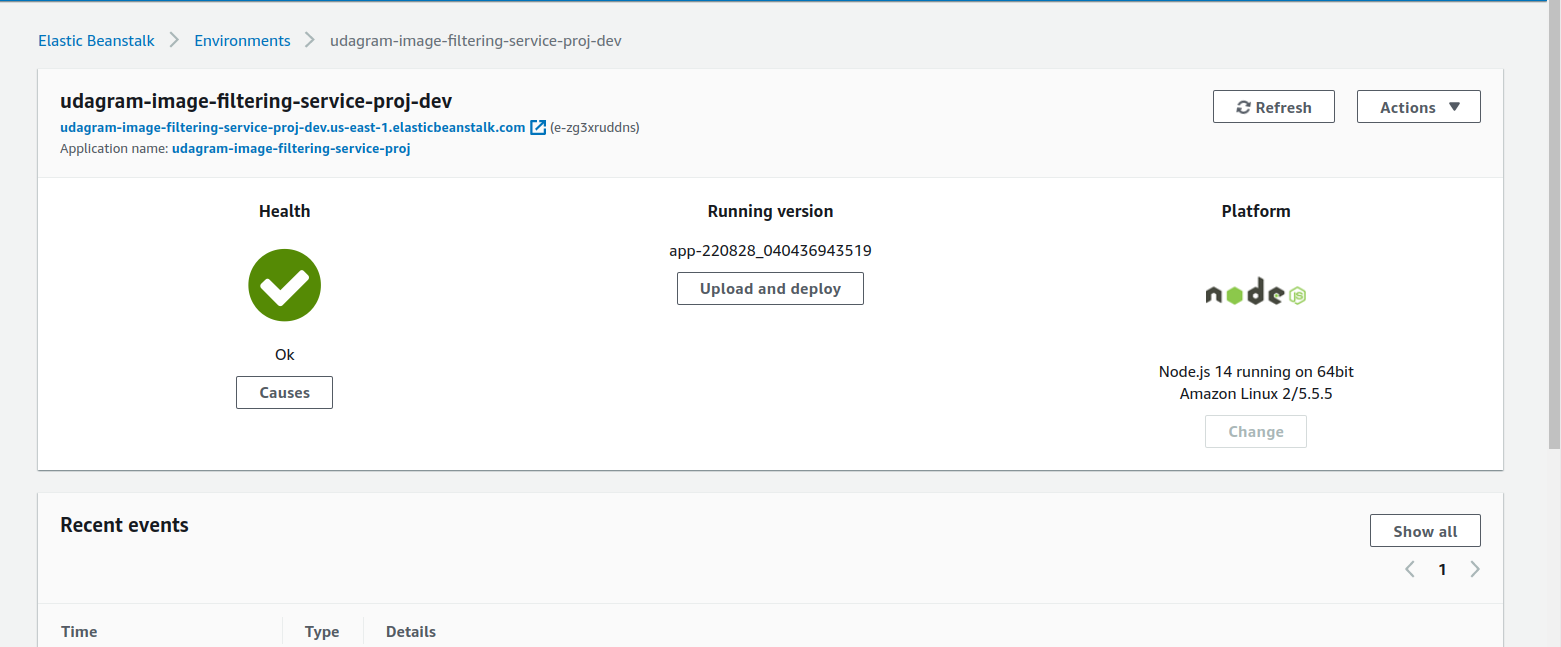 Elastic Beanstalk > Environments > udagram-image-filtering-service-proj-dev
udagram-image-filtering-service-proj-dev
Refresh
Actions ▼
udagram-image-filtering-service-proj-dev.us-east-1.elasticbeanstalk.com (e-zg3xruddns)
Application name: udagram-image-filtering-service-proj
Health
Ok
Causes
Running version
app-220828_040436943519
Upload and deploy
Platform
node JS
Node.js 14 running on 64bit
Amazon Linux 2/5.5.5
Change
Recent events
Show all
< 1 >
Time Type Details